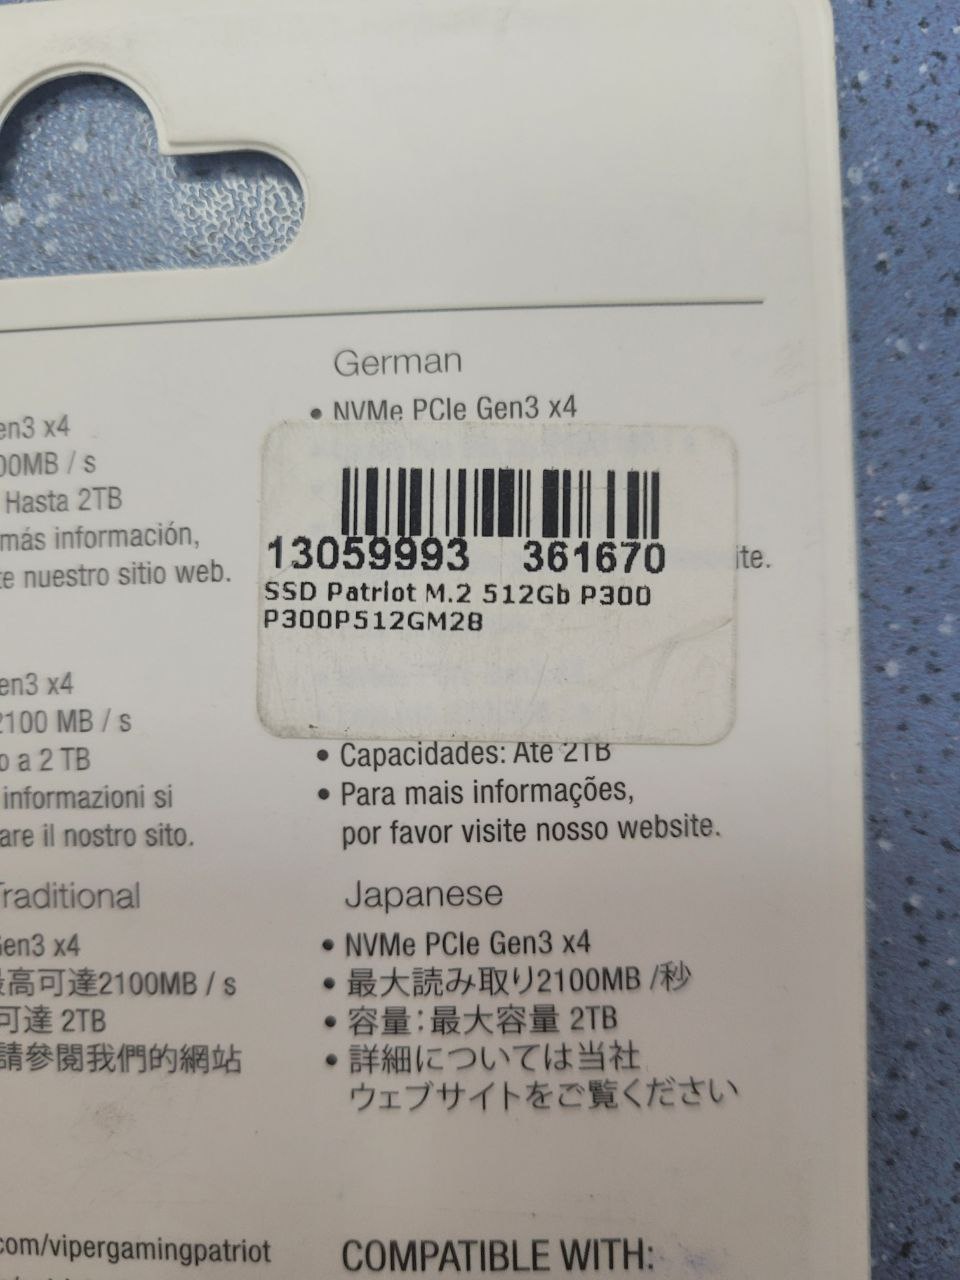 en3 x4
00MB / s
Hasta 2TB
más información,
te nuestro sitio web.
en3 x4
2100 MB / s
o a 2 TB
informazioni si
are il nostro sito.
Traditional
Gen3 x4
最高可達2100MB / s
可達 2TB
請參閱我們的網站
com/vipergamingpatriot
German
• NVMe PCIe Gen3 x4
ite.
13059993 361670
SSD Patriot M.2 512Gb P300
P300P512GM28
• Capacidades: Até 2TB
• Para mais informações,
por favor visite nosso website.
Japanese
• NVMe PCIe Gen3 x4
• 最大読み取り2100MB /秒
• 容量：最大容量 2TB
• 詳細については当社
ウェブサイトをご覧ください
COMPATIBLE WITH: